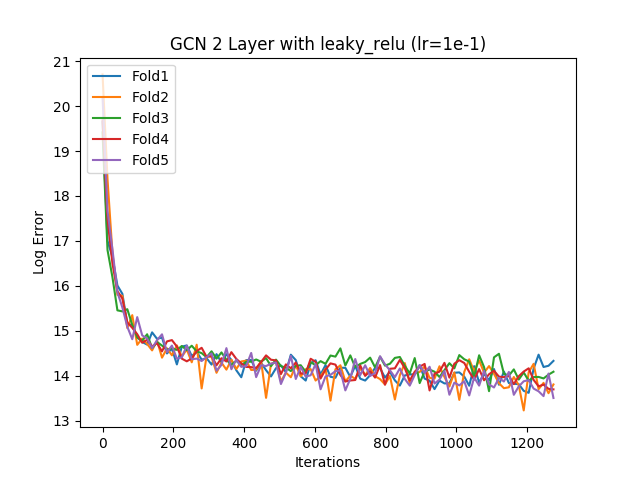 GCN 2 Layer with leaky_relu (lr=1e-1)
21
20
19
18
17
16
15
14
13
Log Error
Fold1
Fold2
Fold3
Fold4
Fold5
0 200 400 600 800 1000 1200
Iterations